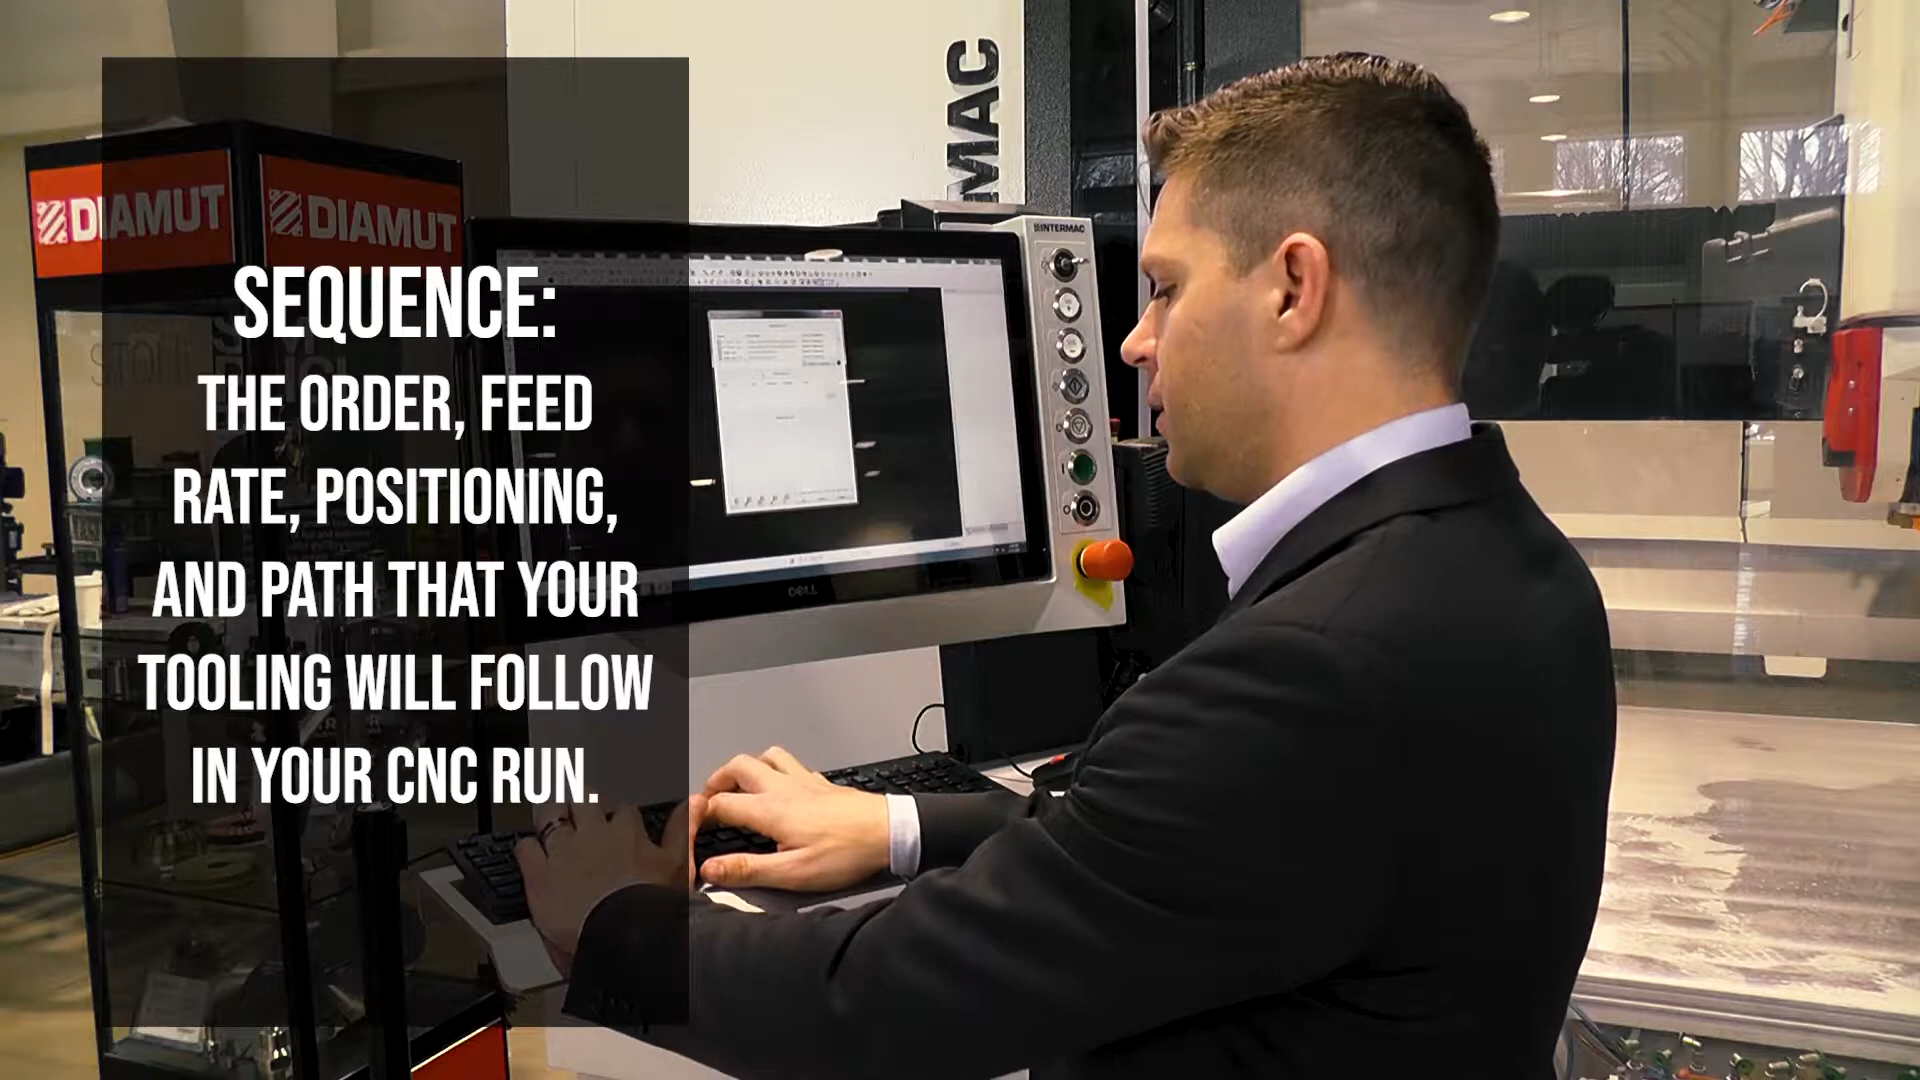 MAC
DIAMUT
DIAMUT
INTERMAC
SEQUENCE:
THE ORDER, FEED
RATE, POSITIONING,
AND PATH THAT YOUR
TOOLING WILL FOLLOW
IN YOUR CNC RUN.
DELL